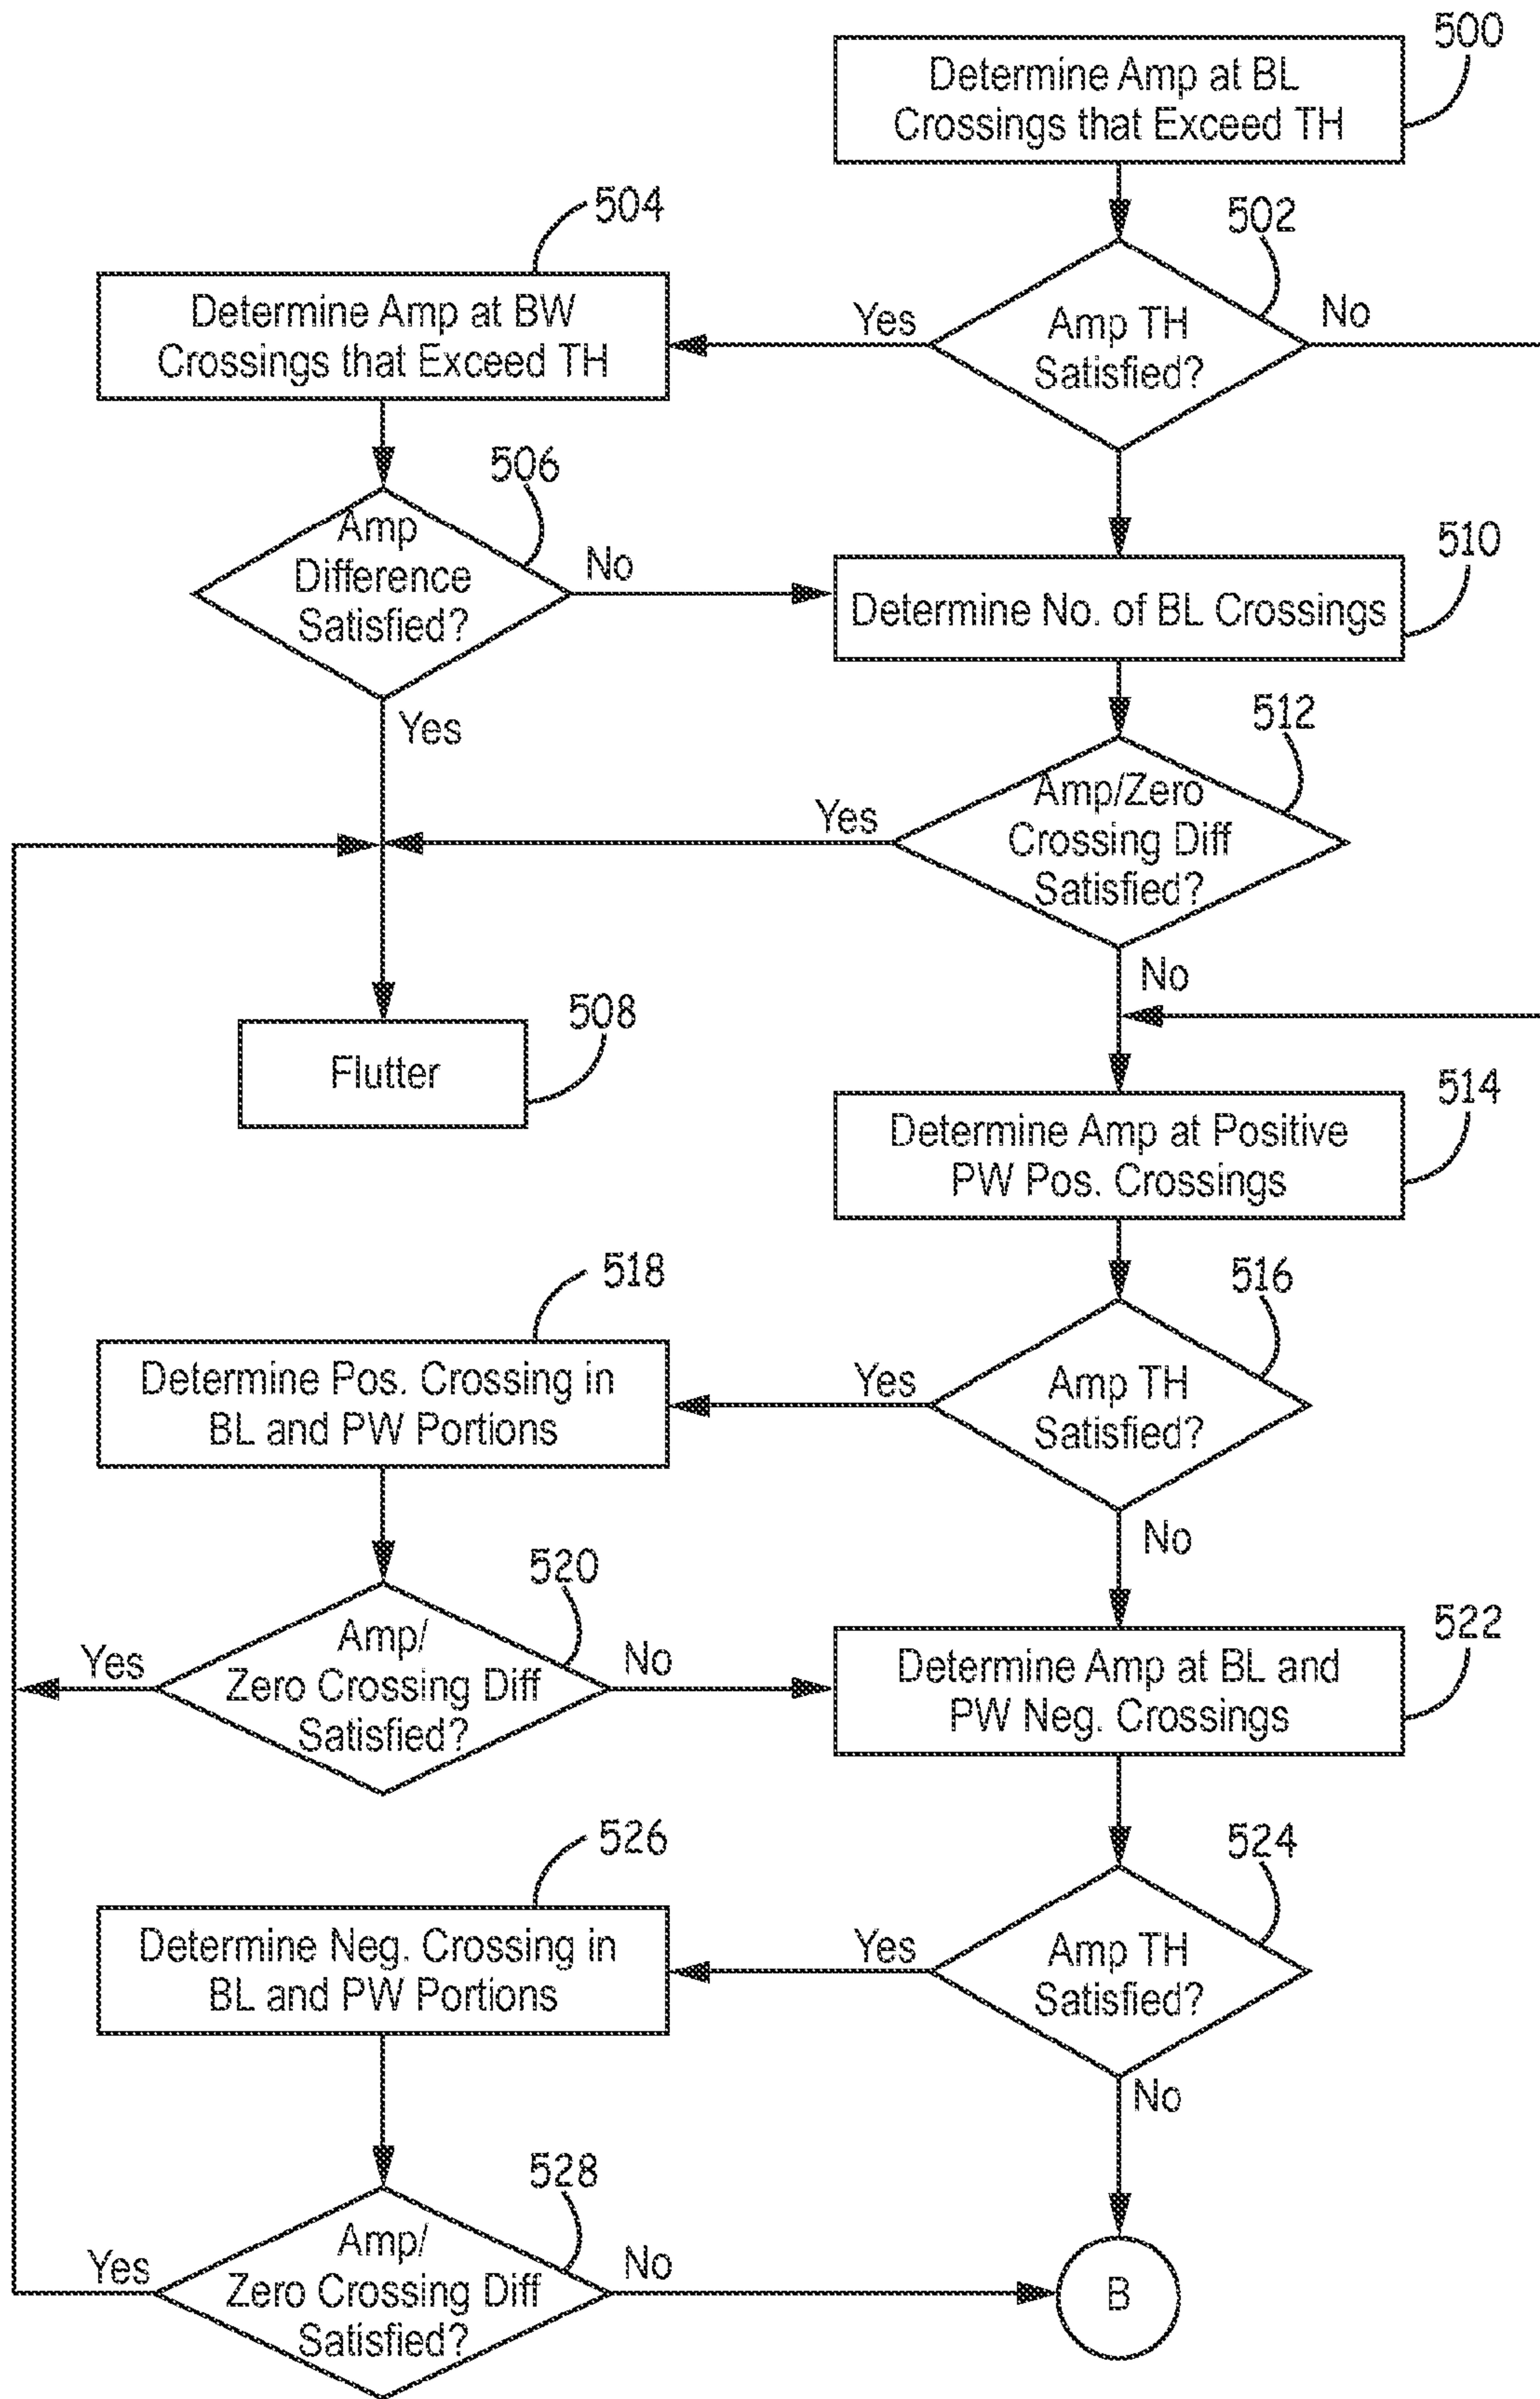 500
Determine Amp at BL
Crossings that Exceed TH
504
502
Determine Amp at BW
Crossings that Exceed TH
Yes
Amp TH
Satisfied?
No
506
Amp
Difference
Satisfied?
No
510
Determine No. of BL Crossings
Yes
512
Yes
Amp/Zero
Crossing Diff
Satisfied?
No
508
Flutter
514
Determine Amp at Positive
PW Pos. Crossings
518
516
Determine Pos. Crossing in
BL and PW Portions
Yes
Amp TH
Satisfied?
No
520
Yes
Amp/
Zero Crossing Diff
Satisfied?
No
522
Determine Amp at BL and
PW Neg. Crossings
526
524
Determine Neg. Crossing in
BL and PW Portions
Yes
Amp TH
Satisfied?
No
528
Yes
Amp/
Zero Crossing Diff
Satisfied?
No
B